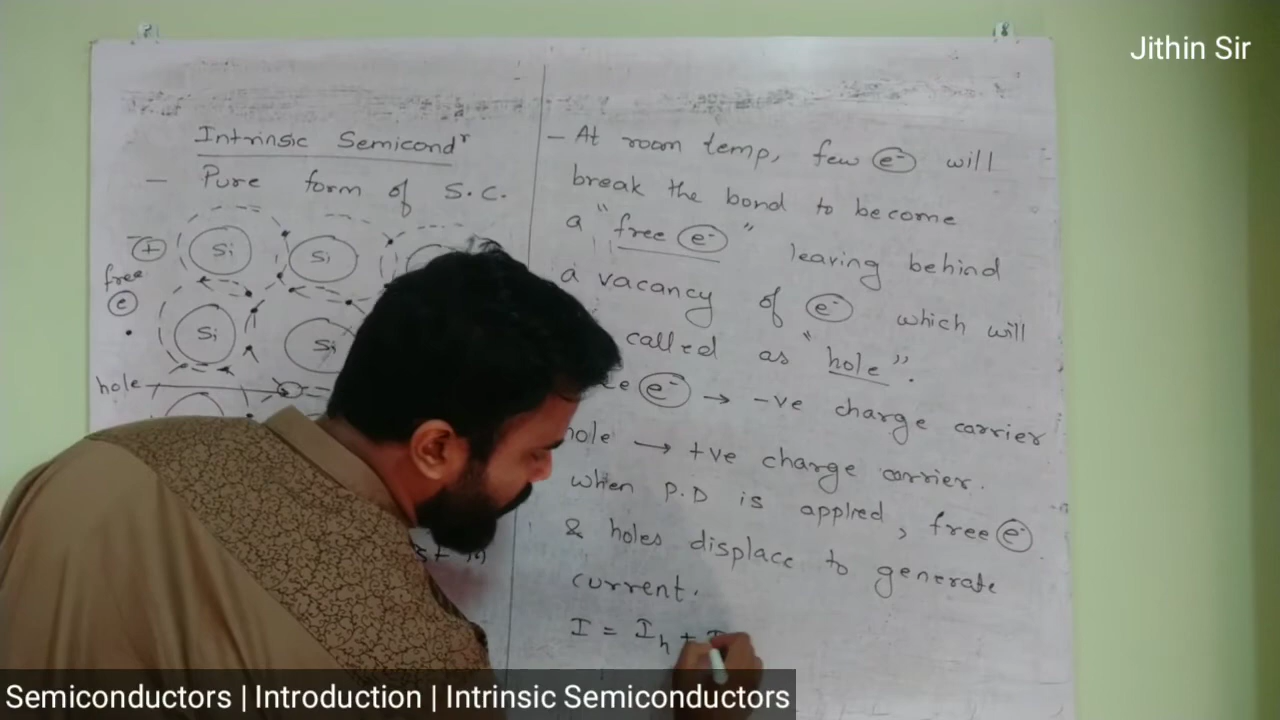 Jithin Sir
Intrinsic Semicondʳ
– Pure form of S.C.
+
Si Si
free
e
Si Si
hole
– At room temp, few e⁻ will
break the bond to become
a "free e⁻" leaving behind
a vacancy of e⁻ which will
called as "hole".
e⁻ → -ve charge carrier
hole → +ve charge carrier.
when P.D is applied, free e⁻
& holes displace to generate
current.
I = Iₕ +
Semiconductors | Introduction | Intrinsic Semiconductors